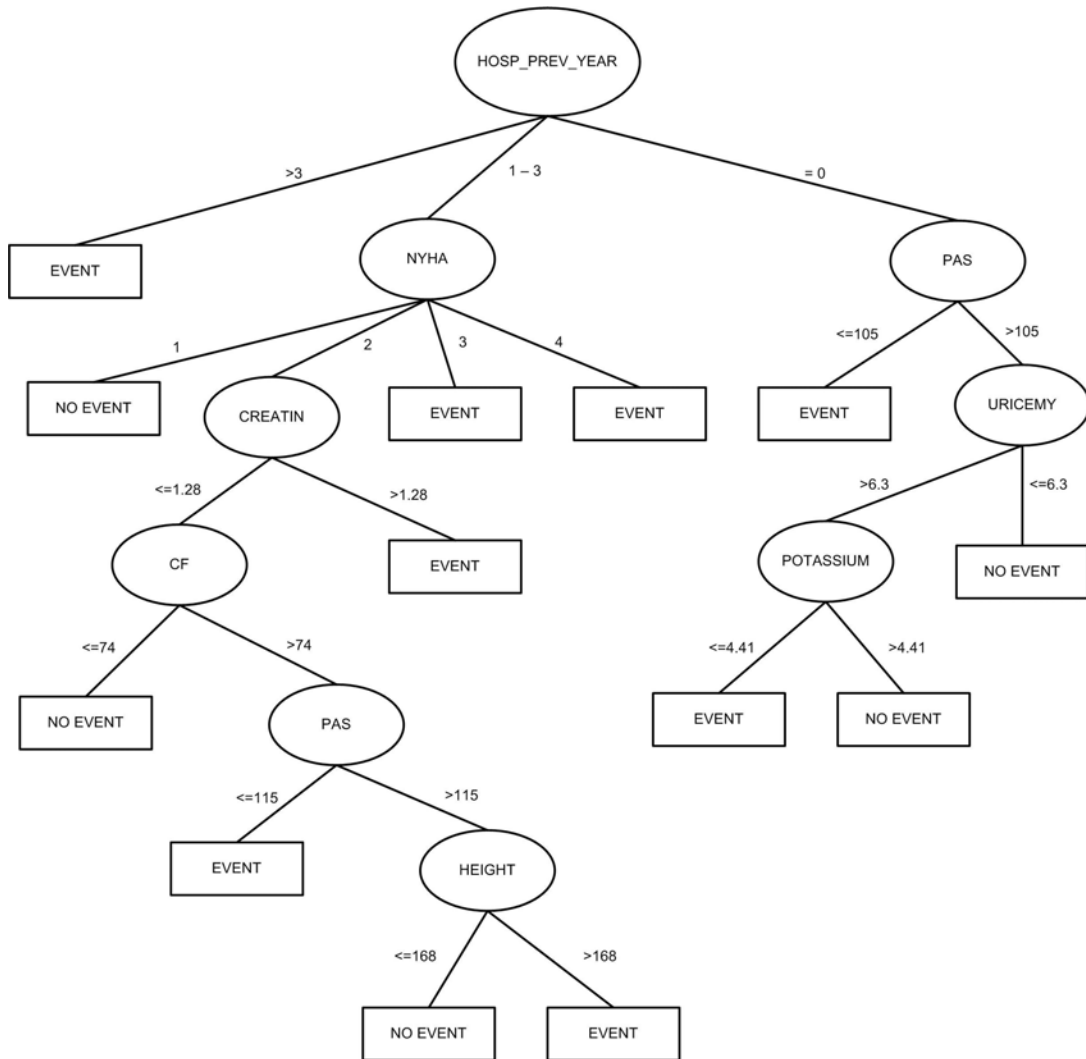 HOSP_PREV_YEAR
>3
1 – 3
= 0
EVENT
NYHA
PAS
1
2
3
4
<=105
>105
NO EVENT
CREATIN
EVENT
EVENT
EVENT
URICEMY
<=1.28
>1.28
>6.3
<=6.3
CF
EVENT
POTASSIUM
NO EVENT
<=74
>74
<=4.41
>4.41
NO EVENT
PAS
EVENT
NO EVENT
<=115
>115
EVENT
HEIGHT
<=168
>168
NO EVENT
EVENT